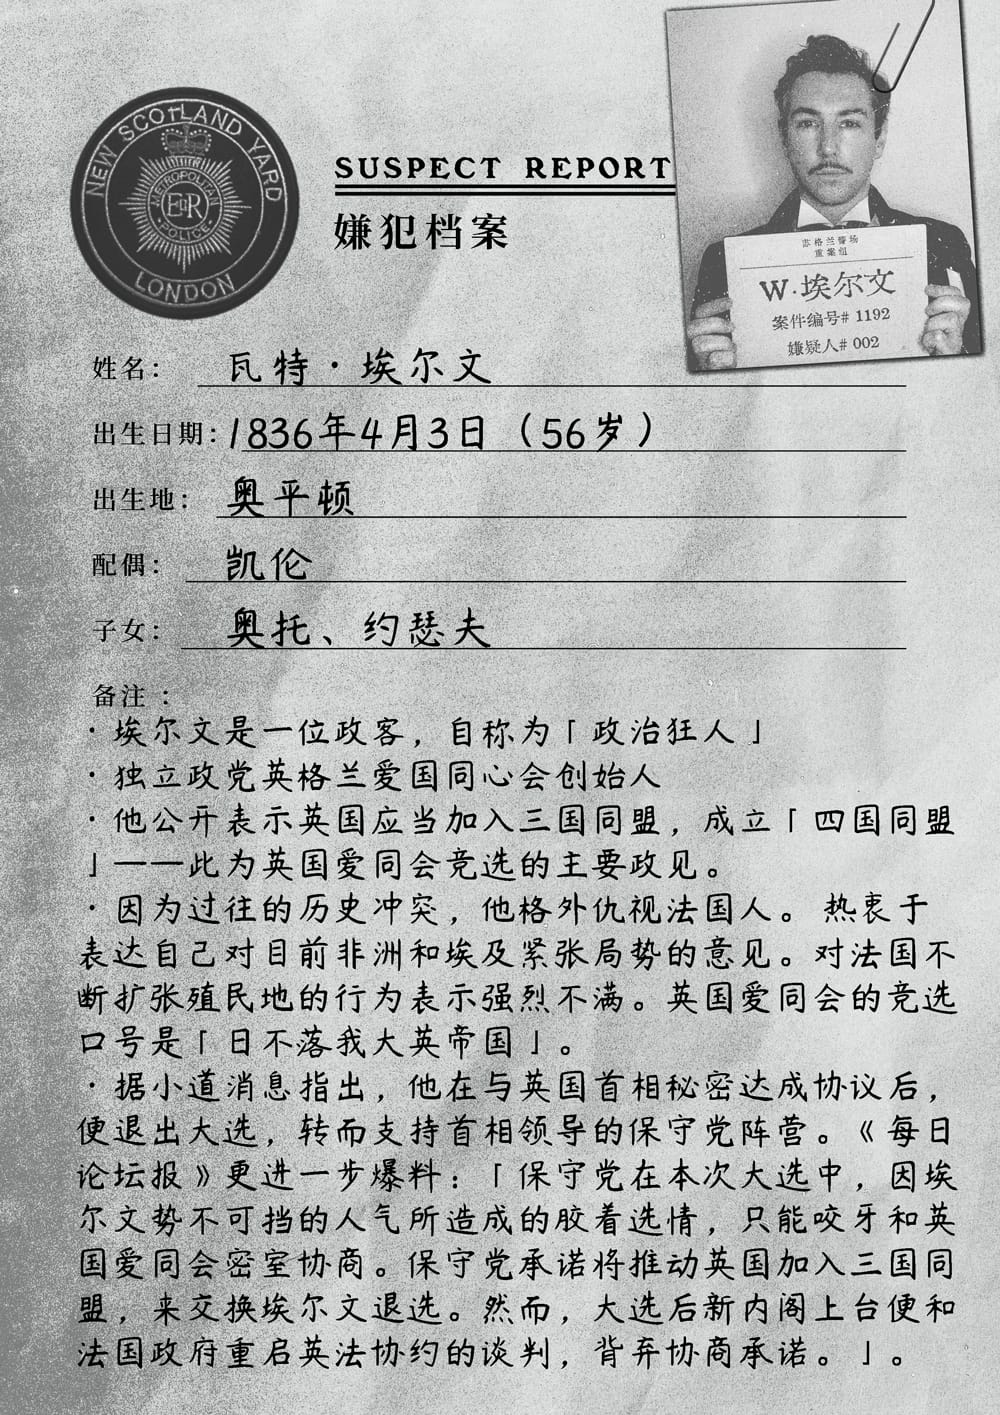 NEW SCOTLAND YARD
METROPOLITAN
EIIR
POLICE
LONDON
SUSPECT REPORT
嫌犯档案
苏格兰警场
重案组
W·埃尔文
案件编号# 1192
嫌疑人# 002
姓名： 瓦特·埃尔文
出生日期： 1836年4月3日（56岁）
出生地： 奥平顿
配偶： 凯伦
子女： 奥托、约瑟夫
备注：
·埃尔文是一位政客，自称为「政治狂人」
·独立政党英格兰爱国同心会创始人
·他公开表示英国应当加入三国同盟，成立「四国同盟
」——此为英国爱同会竞选的主要政见。
·因为过往的历史冲突，他格外仇视法国人。热衷于
表达自己对目前非洲和埃及紧张局势的意见。对法国不
断扩张殖民地的行为表示强烈不满。英国爱同会的竞选
口号是「日不落我大英帝国」。
·据小道消息指出，他在与英国首相秘密达成协议后，
便退出大选，转而支持首相领导的保守党阵营。《每日
论坛报》更进一步爆料：「保守党在本次大选中，因埃
尔文势不可挡的人气所造成的胶着选情，只能咬牙和英
国爱同会密室协商。保守党承诺将推动英国加入三国同
盟，来交换埃尔文退选。然而，大选后新内阁上台便和
法国政府重启英法协约的谈判，背弃协商承诺。」。